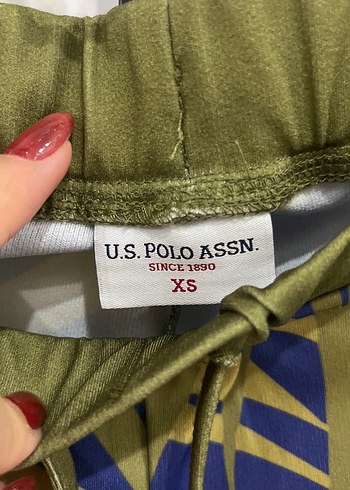 U.S. POLO ASSN.
SINCE 1890
XS